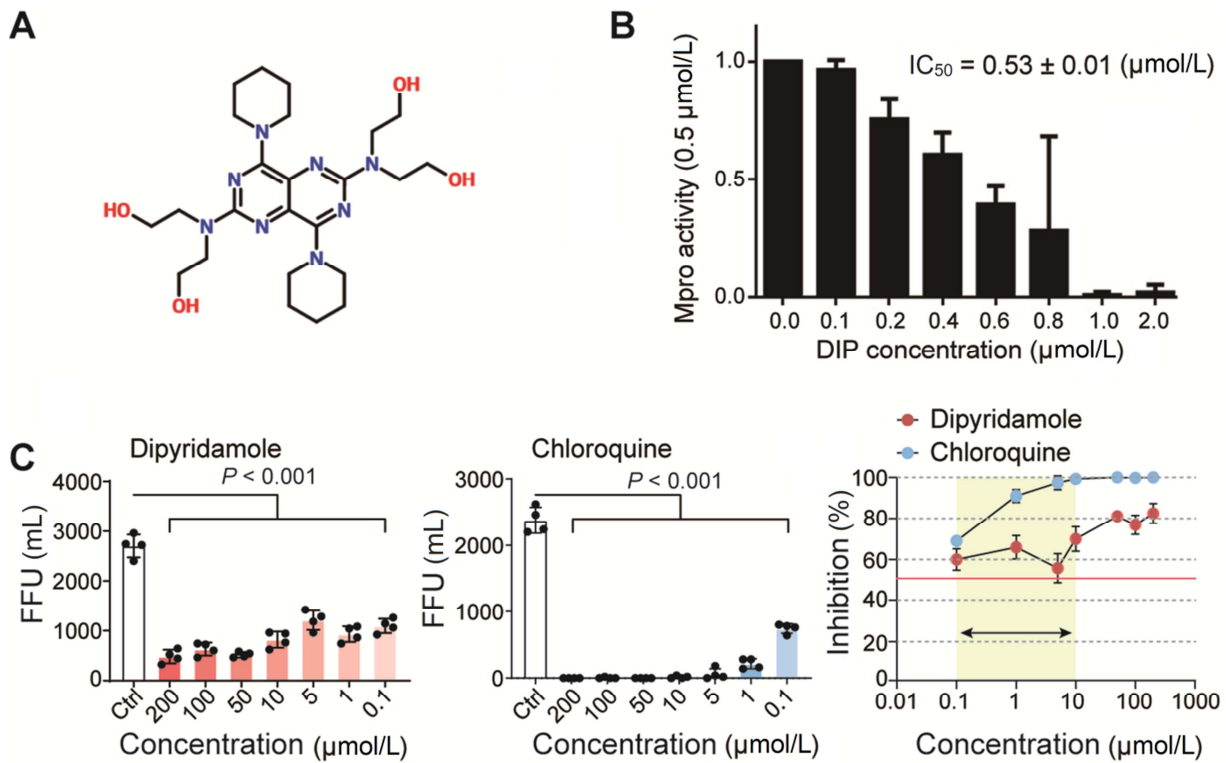 A
N
N
N
N
N
N
N
N
OH
OH
HO
OH
B
Mpro activity (0.5 µmol/L)
1.0
0.5
0.0
IC50 = 0.53 ± 0.01 (µmol/L)
0.0 0.1 0.2 0.4 0.6 0.8 1.0 2.0
DIP concentration (µmol/L)
C
Dipyridamole
P < 0.001
FFU (mL)
4000
3000
2000
1000
0
Ctrl 200 100 50 10 5 1 0.1
Concentration (µmol/L)
Chloroquine
P < 0.001
FFU (mL)
3000
2000
1000
0
Ctrl 200 100 50 10 5 1 0.1
Concentration (µmol/L)
Dipyridamole
Chloroquine
Inhibition (%)
100
80
60
40
20
0
0.01 0.1 1 10 100 1000
Concentration (µmol/L)